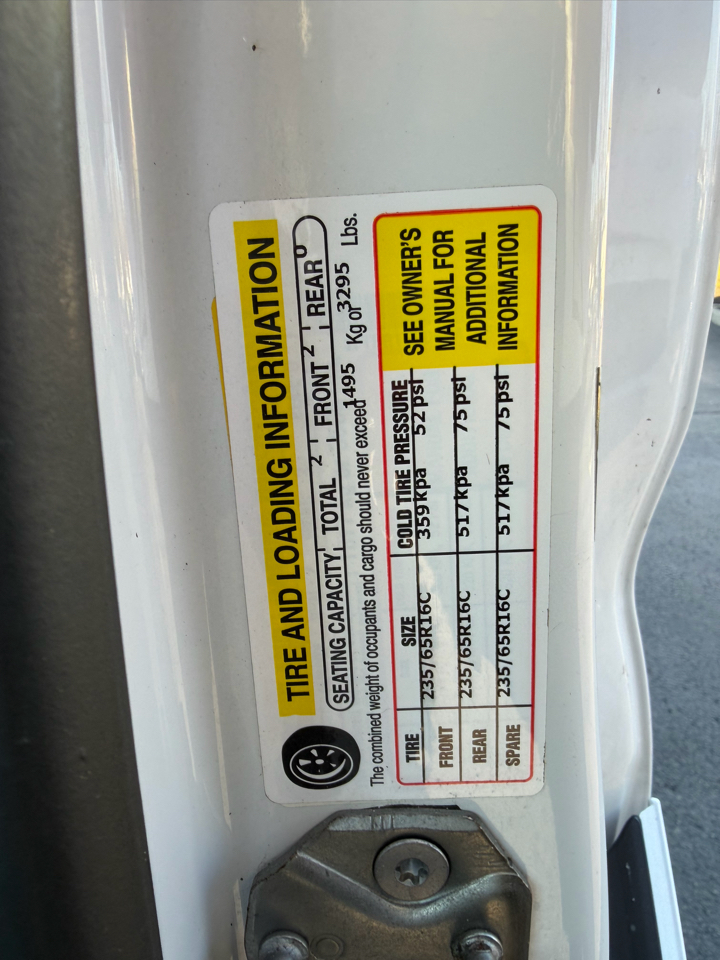 TIRE AND LOADING INFORMATION
SEATING CAPACITY TOTAL 2 FRONT 2 REAR 0
The combined weight of occupants and cargo should never exceed 1495 Kg or 3295 Lbs.
TIRE SIZE COLD TIRE PRESSURE
FRONT 235/65R16C 359kpa 52psi
REAR 235/65R16C 517kpa 75psi
SPARE 235/65R16C 517kpa 75psi
SEE OWNER'S
MANUAL FOR
ADDITIONAL
INFORMATION